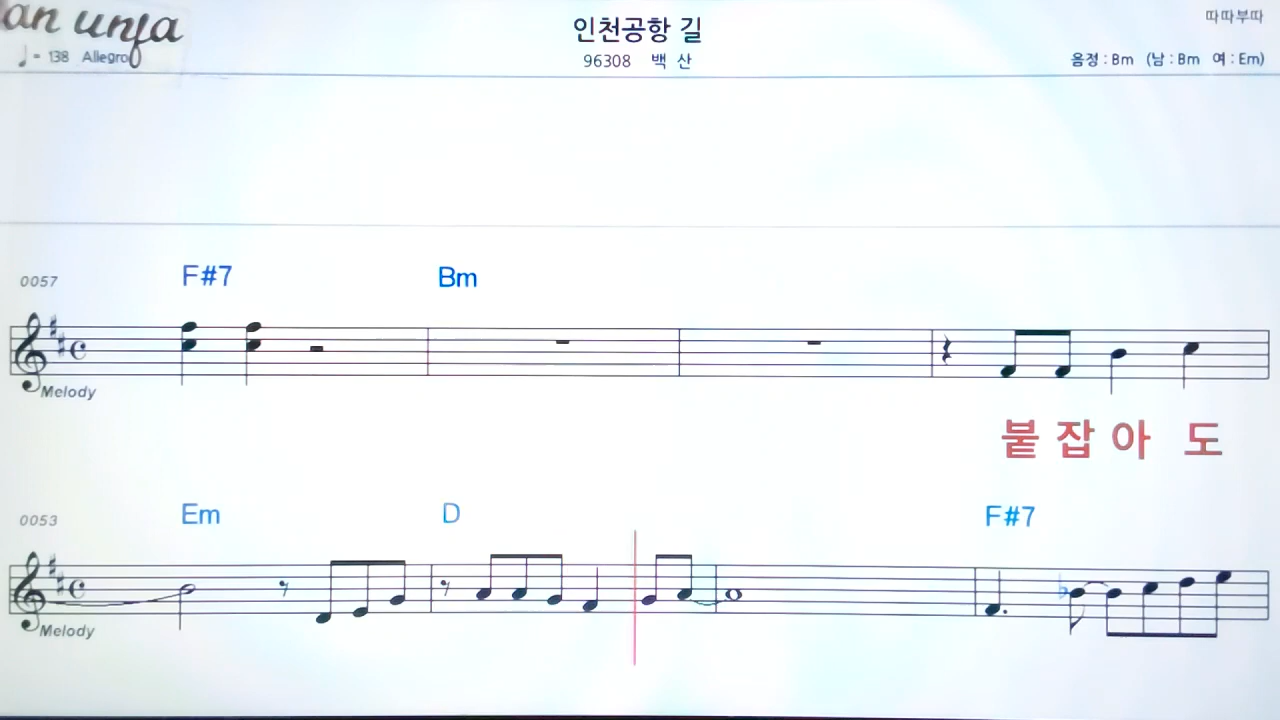 an unfa
인천공항 길
따따부따
♩= 138 Allegro
96308 백 산
음정 : Bm (남 : Bm 여 : Em)
0057 F#7 Bm
Melody
붙 잡 아 도
0053 Em D F#7
Melody